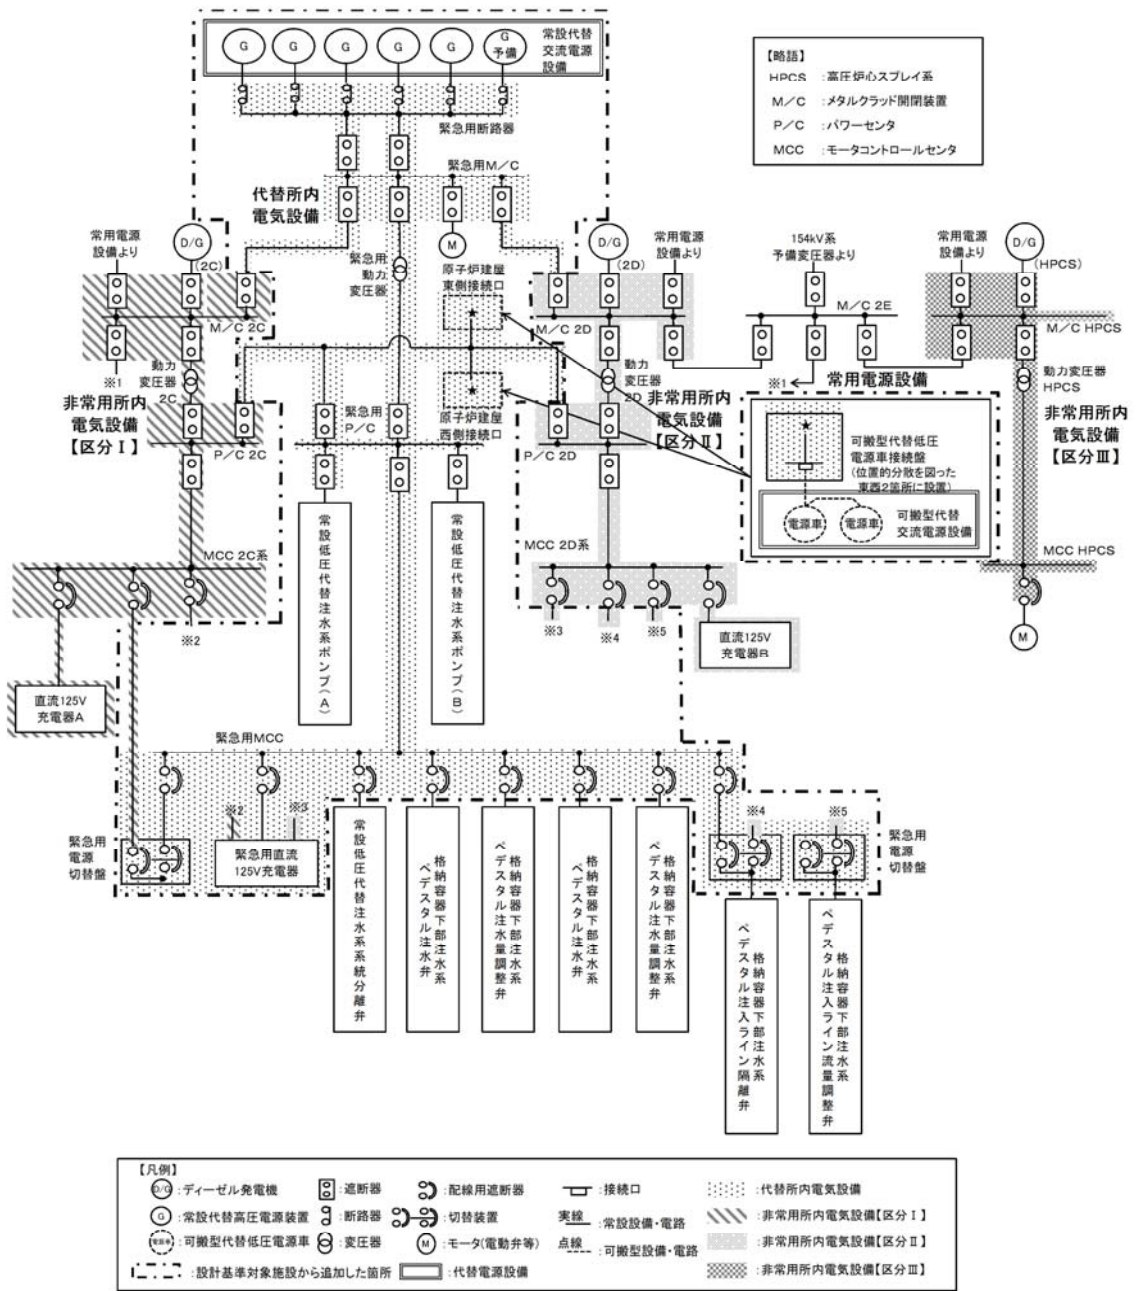 G
G
G
G
G
G
予備
常設代替
交流電源
設備
【略語】
HPCS :高圧炉心スプレイ系
M/C :メタルクラッド開閉装置
P/C :パワーセンタ
MCC :モータコントロールセンタ
緊急用断路器
緊急用M/C
代替所内
電気設備
常用電源
設備より
D/G
(2C)
M
緊急用
動力
変圧器
原子炉建屋
東側接続口
D/G
(2D)
常用電源
設備より
154kV系
予備変圧器より
常用電源
設備より
D/G
(HPCS)
M/C 2C
M/C 2D
M/C 2E
M/C HPCS
※1
動力
変圧器
2C
動力
変圧器
2D
※1
常用電源設備
動力変圧器
HPCS
非常用所内
電気設備
【区分Ⅰ】
緊急用
P/C
原子炉建屋
西側接続口
非常用所内
電気設備
【区分Ⅱ】
可搬型代替低圧
電源車接続盤
(位置的分散を図った
東西2箇所に設置)
電源車
電源車
可搬型代替
交流電源設備
非常用所内
電気設備
【区分Ⅲ】
P/C 2C
P/C 2D
常設低圧代替注水系ポンプ(A)
常設低圧代替注水系ポンプ(B)
MCC 2C系
MCC 2D系
MCC HPCS
※2
※3
※4
※5
直流125V
充電器B
M
直流125V
充電器A
緊急用MCC
緊急用
電源
切替盤
※2
※3
緊急用直流
125V充電器
※4
※5
緊急用
電源
切替盤
常設低圧代替注水系系統分離弁
格納容器下部注水系
ペデスタル注水弁
格納容器下部注水系
ペデスタル注水量調整弁
格納容器下部注水系
ペデスタル注水弁
格納容器下部注水系
ペデスタル注水量調整弁
格納容器下部注水系
ペデスタル注入ライン隔離弁
格納容器下部注水系
ペデスタル注入ライン流量調整弁
【凡例】
D/G :ディーゼル発電機
:遮断器
:配線用遮断器
:接続口
:代替所内電気設備
G :常設代替高圧電源装置
:断路器
:切替装置
実線 :常設設備・電路
:非常用所内電気設備【区分Ⅰ】
電源車 :可搬型代替低圧電源車
:変圧器
M :モータ(電動弁等)
点線 :可搬型設備・電路
:非常用所内電気設備【区分Ⅱ】
:設計基準対象施設から追加した箇所
:代替電源設備
:非常用所内電気設備【区分Ⅲ】